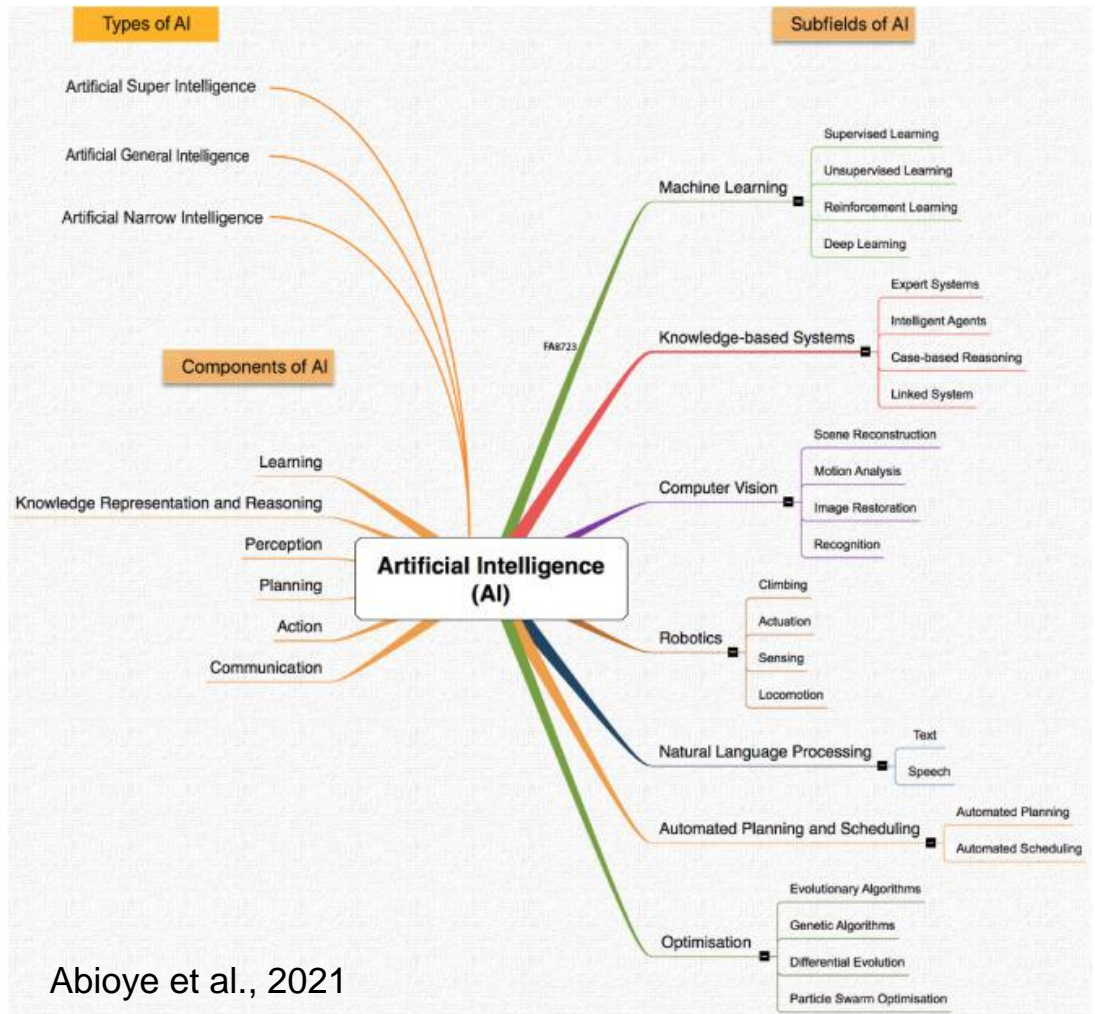 Types of AI
Artificial Super Intelligence
Artificial General Intelligence
Artificial Narrow Intelligence
Components of AI
Learning
Knowledge Representation and Reasoning
Perception
Planning
Action
Communication
Artificial Intelligence
(AI)
Subfields of AI
FA8723
Machine Learning
Supervised Learning
Unsupervised Learning
Reinforcement Learning
Deep Learning
Knowledge-based Systems
Expert Systems
Intelligent Agents
Case-based Reasoning
Linked System
Computer Vision
Scene Reconstruction
Motion Analysis
Image Restoration
Recognition
Robotics
Climbing
Actuation
Sensing
Locomotion
Natural Language Processing
Text
Speech
Automated Planning and Scheduling
Automated Planning
Automated Scheduling
Optimisation
Evolutionary Algorithms
Genetic Algorithms
Differential Evolution
Particle Swarm Optimisation
Abioye et al., 2021